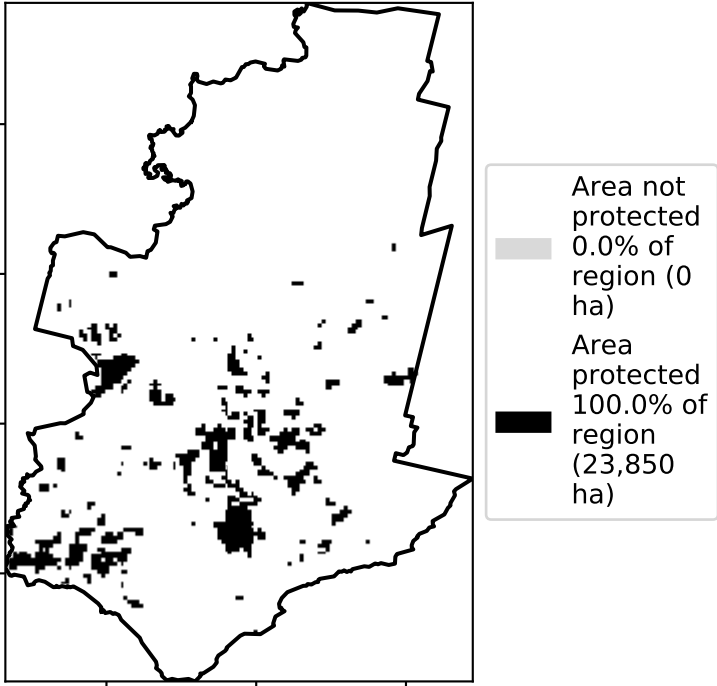 Area not
protected
0.0% of
region (0
ha)
Area
protected
100.0% of
region
(23,850
ha)